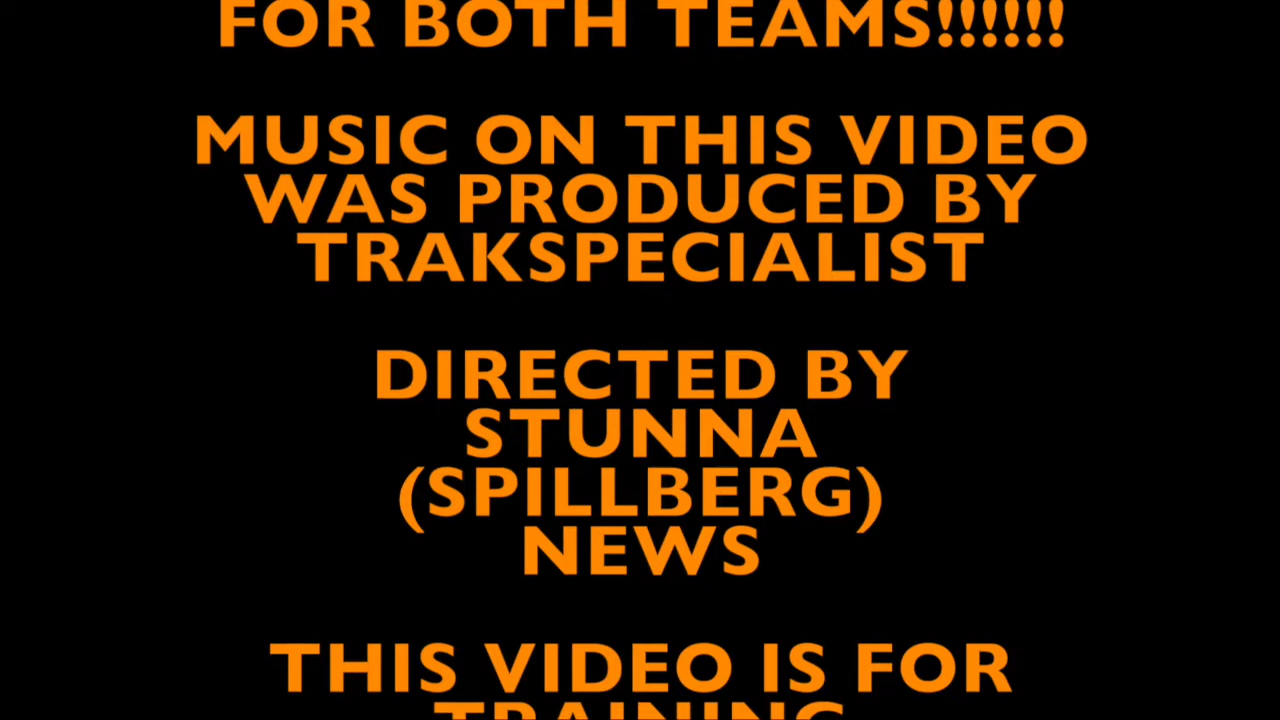 FOR BOTH TEAMS!!!!!!
MUSIC ON THIS VIDEO
WAS PRODUCED BY
TRAKSPECIALIST
DIRECTED BY
STUNNA
(SPILLBERG)
NEWS
THIS VIDEO IS FOR
TRAINING